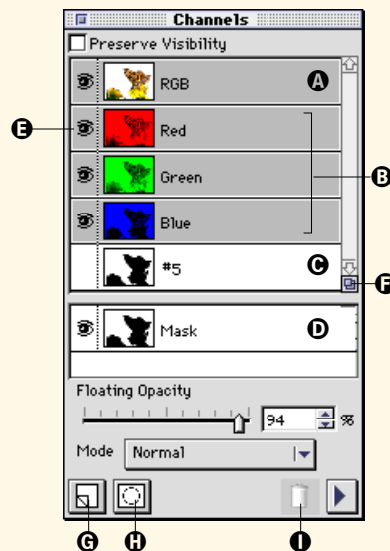 Channels
Preserve Visibility
RGB A
E Red
B
Green
Blue
#5 C
F
Mask D
Floating Opacity
94 %
Mode Normal
G H I